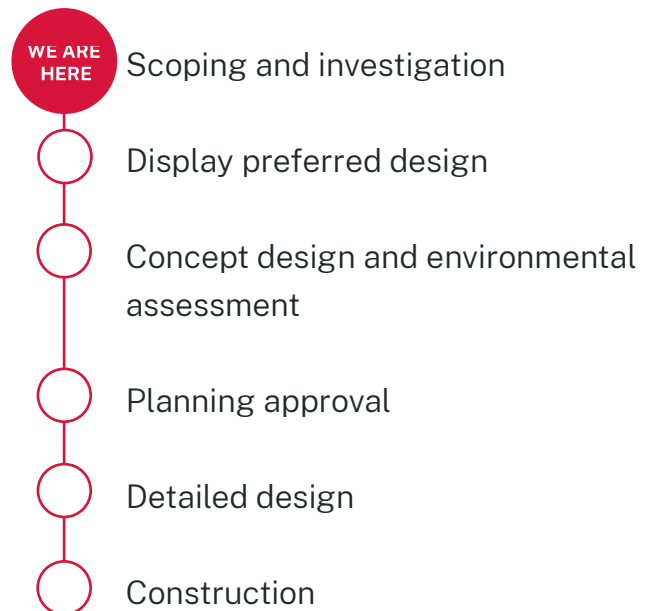 WE ARE
HERE
Scoping and investigation
Display preferred design
Concept design and environmental
assessment
Planning approval
Detailed design
Construction